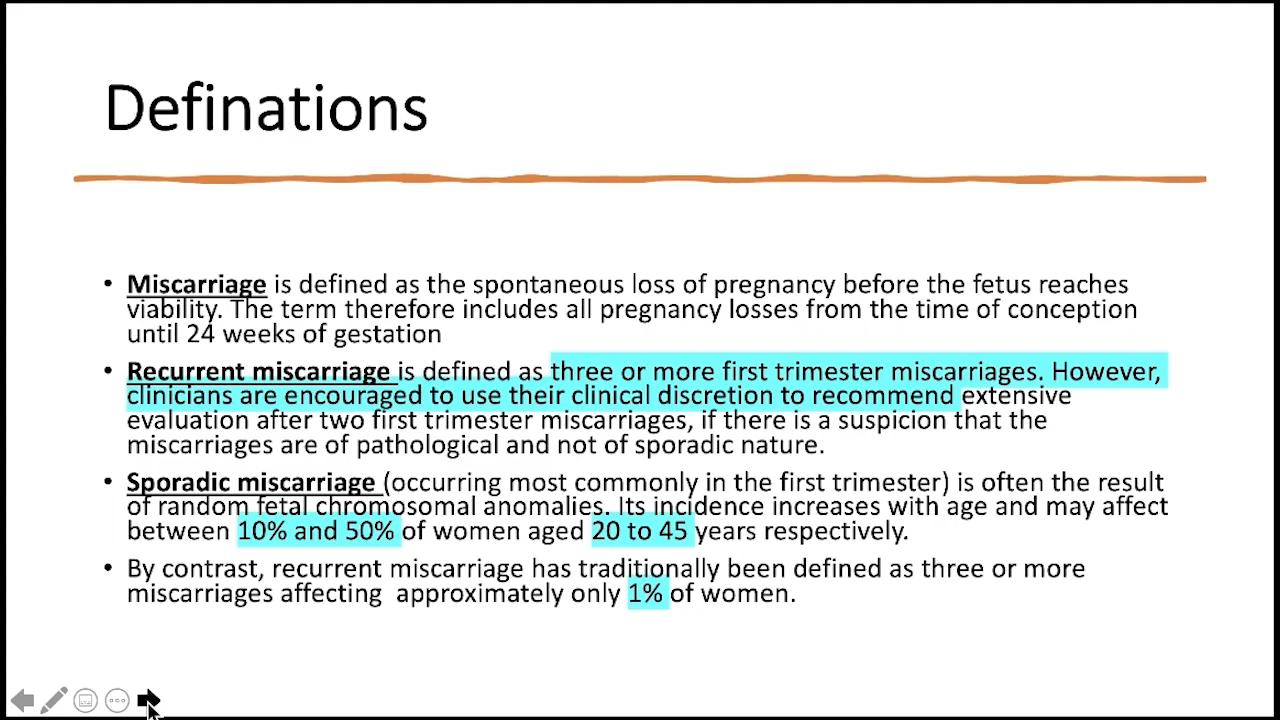 Definations
• Miscarriage is defined as the spontaneous loss of pregnancy before the fetus reaches
viability. The term therefore includes all pregnancy losses from the time of conception
until 24 weeks of gestation
• Recurrent miscarriage is defined as three or more first trimester miscarriages. However,
clinicians are encouraged to use their clinical discretion to recommend extensive
evaluation after two first trimester miscarriages, if there is a suspicion that the
miscarriages are of pathological and not of sporadic nature.
• Sporadic miscarriage (occurring most commonly in the first trimester) is often the result
of random fetal chromosomal anomalies. Its incidence increases with age and may affect
between 10% and 50% of women aged 20 to 45 years respectively.
• By contrast, recurrent miscarriage has traditionally been defined as three or more
miscarriages affecting  approximately only 1% of women.